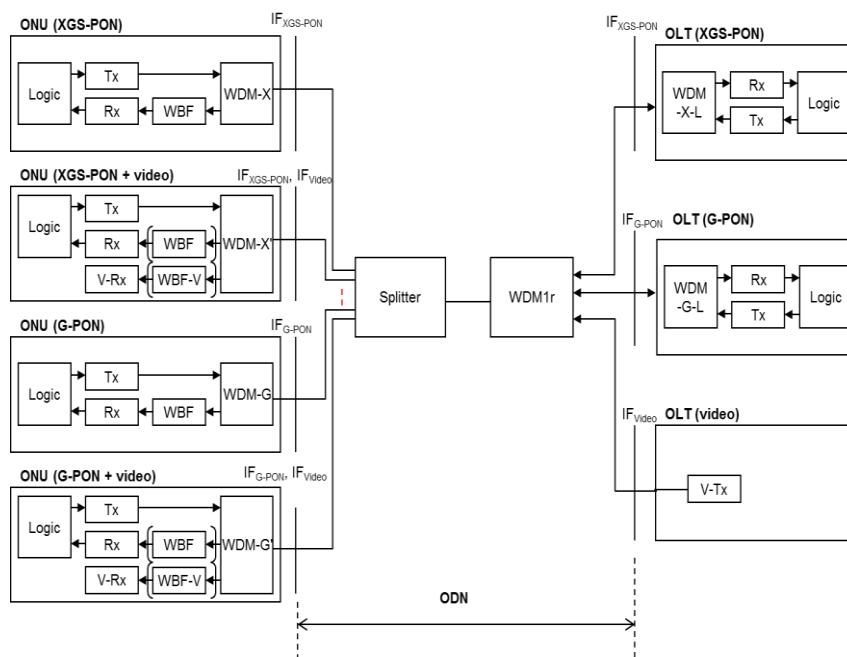 ONU (XGS-PON)
IFXGS-PON
Logic
Tx
Rx
WBF
WDM-X
ONU (XGS-PON + video)
IFXGS-PON, IFVideo
Logic
Tx
Rx
WBF
V-Rx
WBF-V
WDM-X'
ONU (G-PON)
IFG-PON
Logic
Tx
Rx
WBF
WDM-G
ONU (G-PON + video)
IFG-PON, IFVideo
Logic
Tx
Rx
WBF
V-Rx
WBF-V
WDM-G'
Splitter
WDM1r
IFXGS-PON
OLT (XGS-PON)
WDM
-X-L
Rx
Tx
Logic
IFG-PON
OLT (G-PON)
WDM
-G-L
Rx
Tx
Logic
IFVideo
OLT (video)
V-Tx
ODN